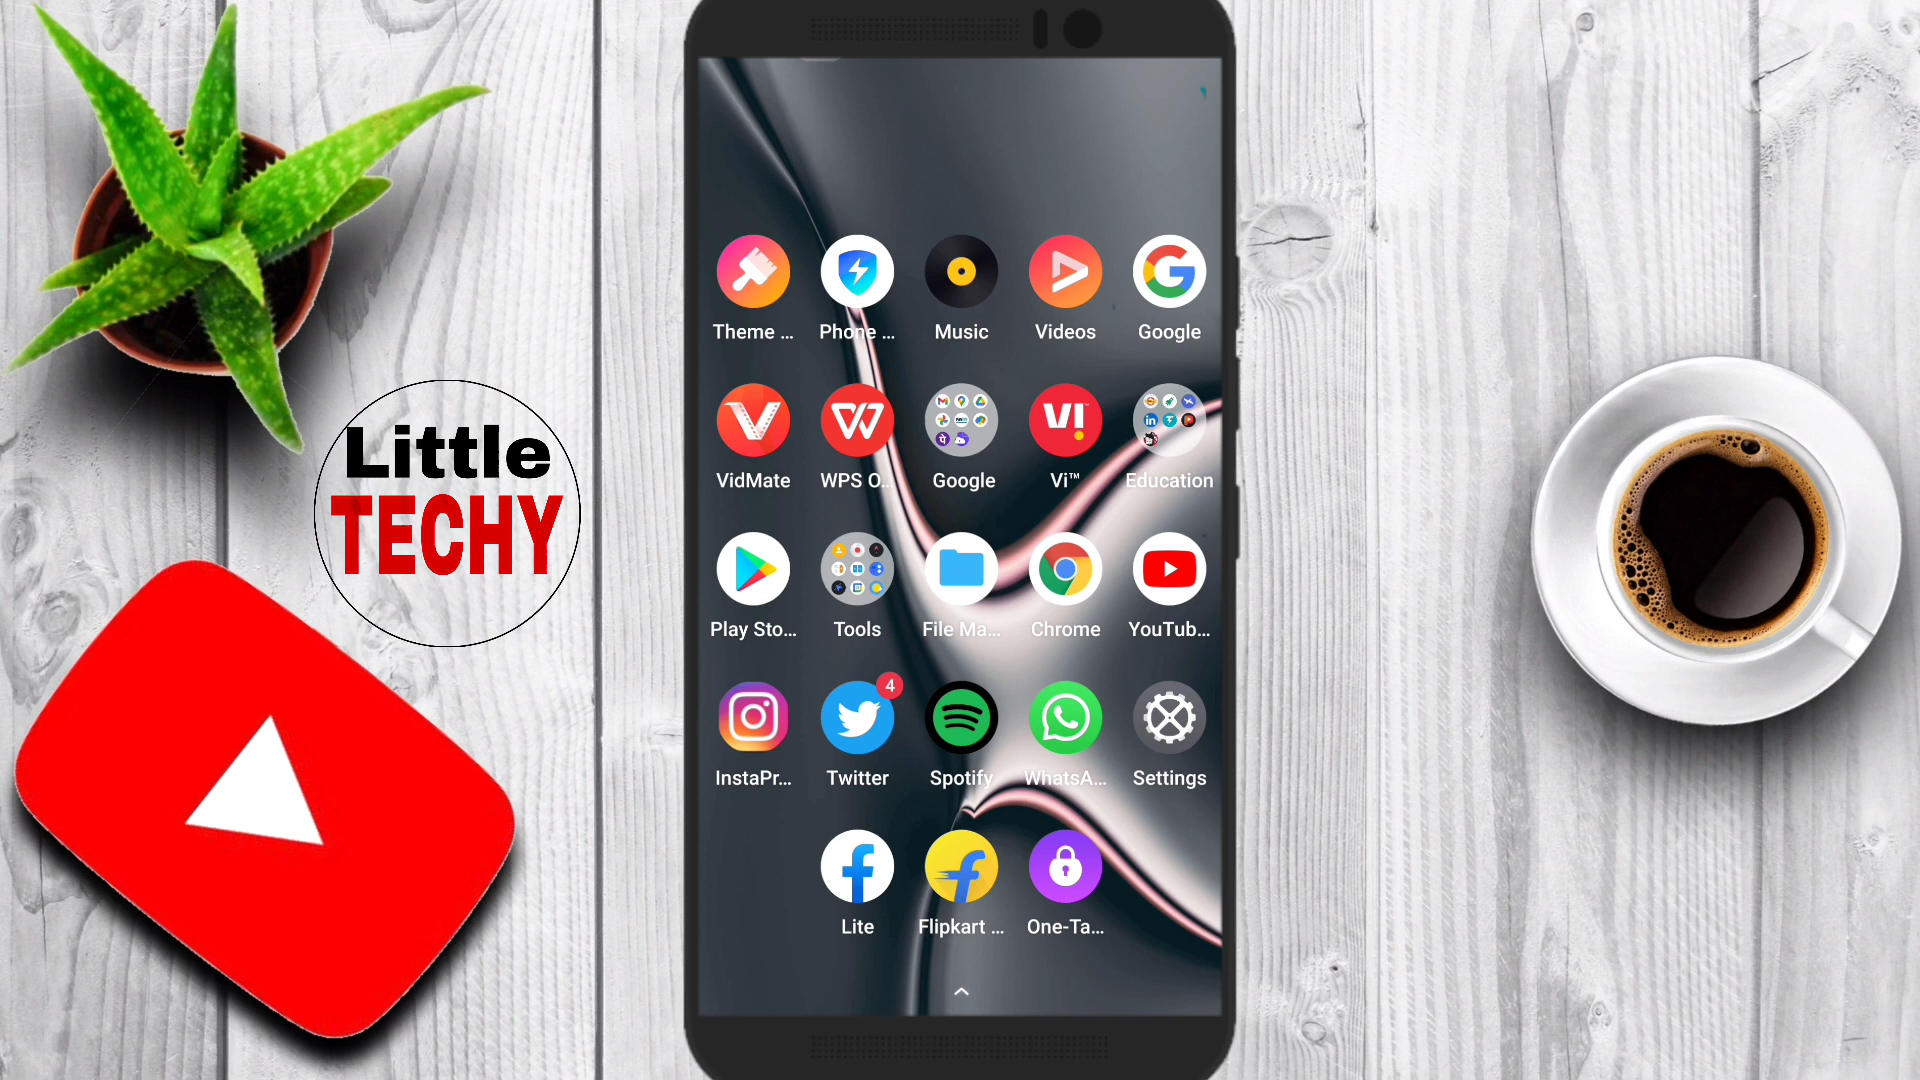 Theme ...
Phone ...
Music
Videos
Google
VidMate
WPS O...
Google
VI
Vi™
Education
Little
TECHY
Play Sto...
Tools
File Ma...
Chrome
YouTub...
4
InstaPr...
Twitter
Spotify
WhatsA...
Settings
Lite
Flipkart ...
One-Ta...